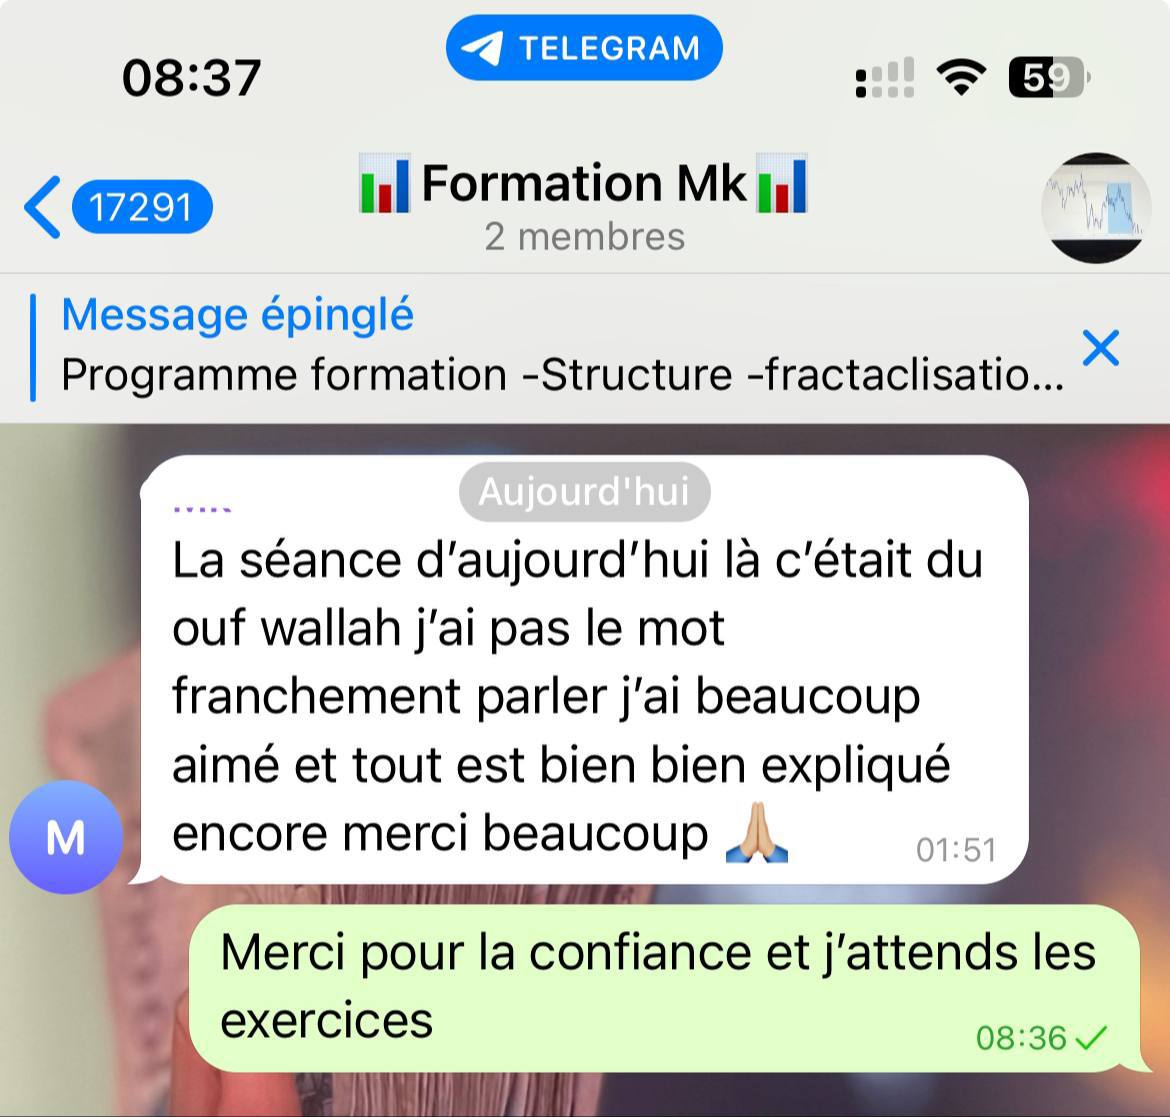 TELEGRAM
08:37
59
17291
📊Formation Mk📊
2 membres
Message épinglé
Programme formation -Structure -fractaclisatio...
Aujourd'hui
La séance d'aujourd'hui là c'était du
ouf wallah j'ai pas le mot
franchement parler j'ai beaucoup
aimé et tout est bien bien expliqué
encore merci beaucoup 🙏🏼
01:51
M
Merci pour la confiance et j'attends les
exercices
08:36